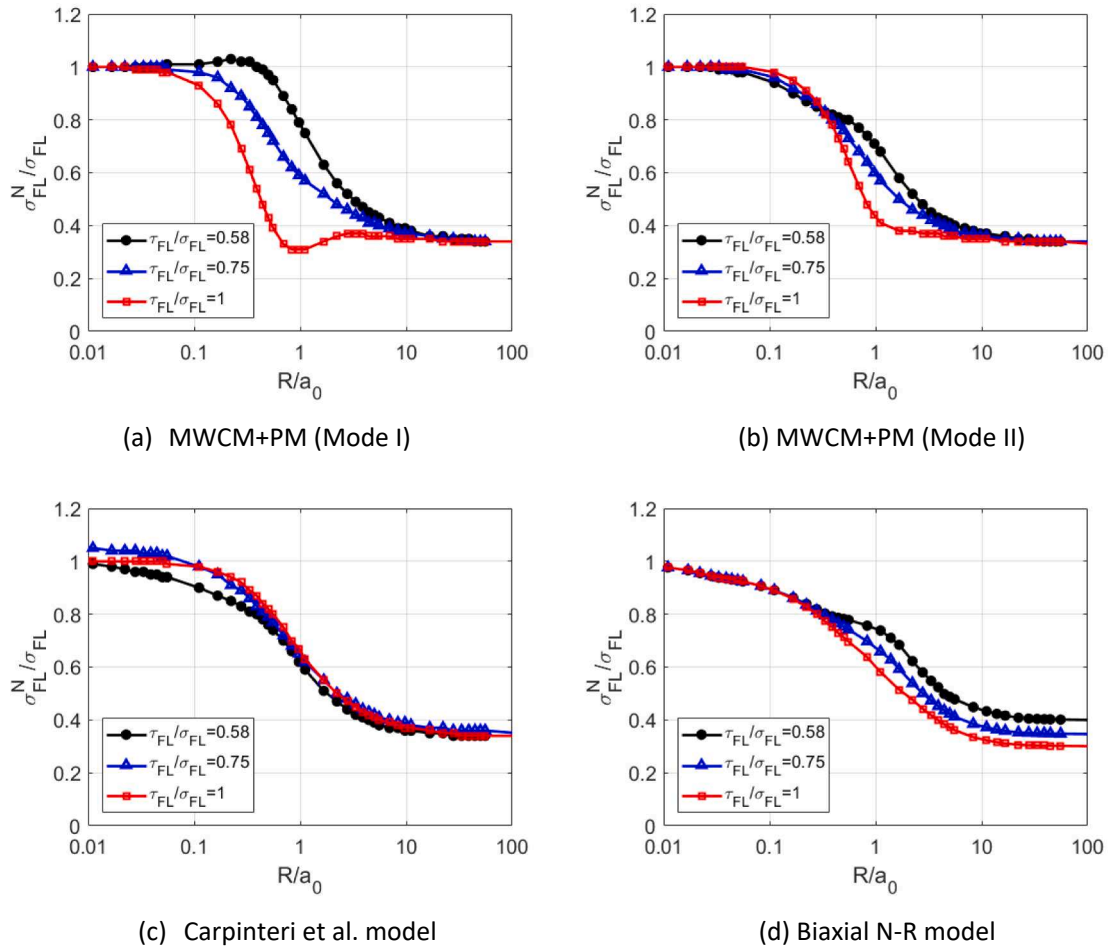 1.2
1
0.8
0.6
0.4
0.2
0
σ^N_FL/σ_FL
τ_FL/σ_FL=0.58
τ_FL/σ_FL=0.75
τ_FL/σ_FL=1
0.01 0.1 1 10 100
R/a_0
(a) MWCM+PM (Mode I)
1.2
1
0.8
0.6
0.4
0.2
0
σ^N_FL/σ_FL
τ_FL/σ_FL=0.58
τ_FL/σ_FL=0.75
τ_FL/σ_FL=1
0.01 0.1 1 10 100
R/a_0
(b) MWCM+PM (Mode II)
1.2
1
0.8
0.6
0.4
0.2
0
σ^N_FL/σ_FL
τ_FL/σ_FL=0.58
τ_FL/σ_FL=0.75
τ_FL/σ_FL=1
0.01 0.1 1 10 100
R/a_0
(c) Carpinteri et al. model
1.2
1
0.8
0.6
0.4
0.2
0
σ^N_FL/σ_FL
τ_FL/σ_FL=0.58
τ_FL/σ_FL=0.75
τ_FL/σ_FL=1
0.01 0.1 1 10 100
R/a_0
(d) Biaxial N-R model